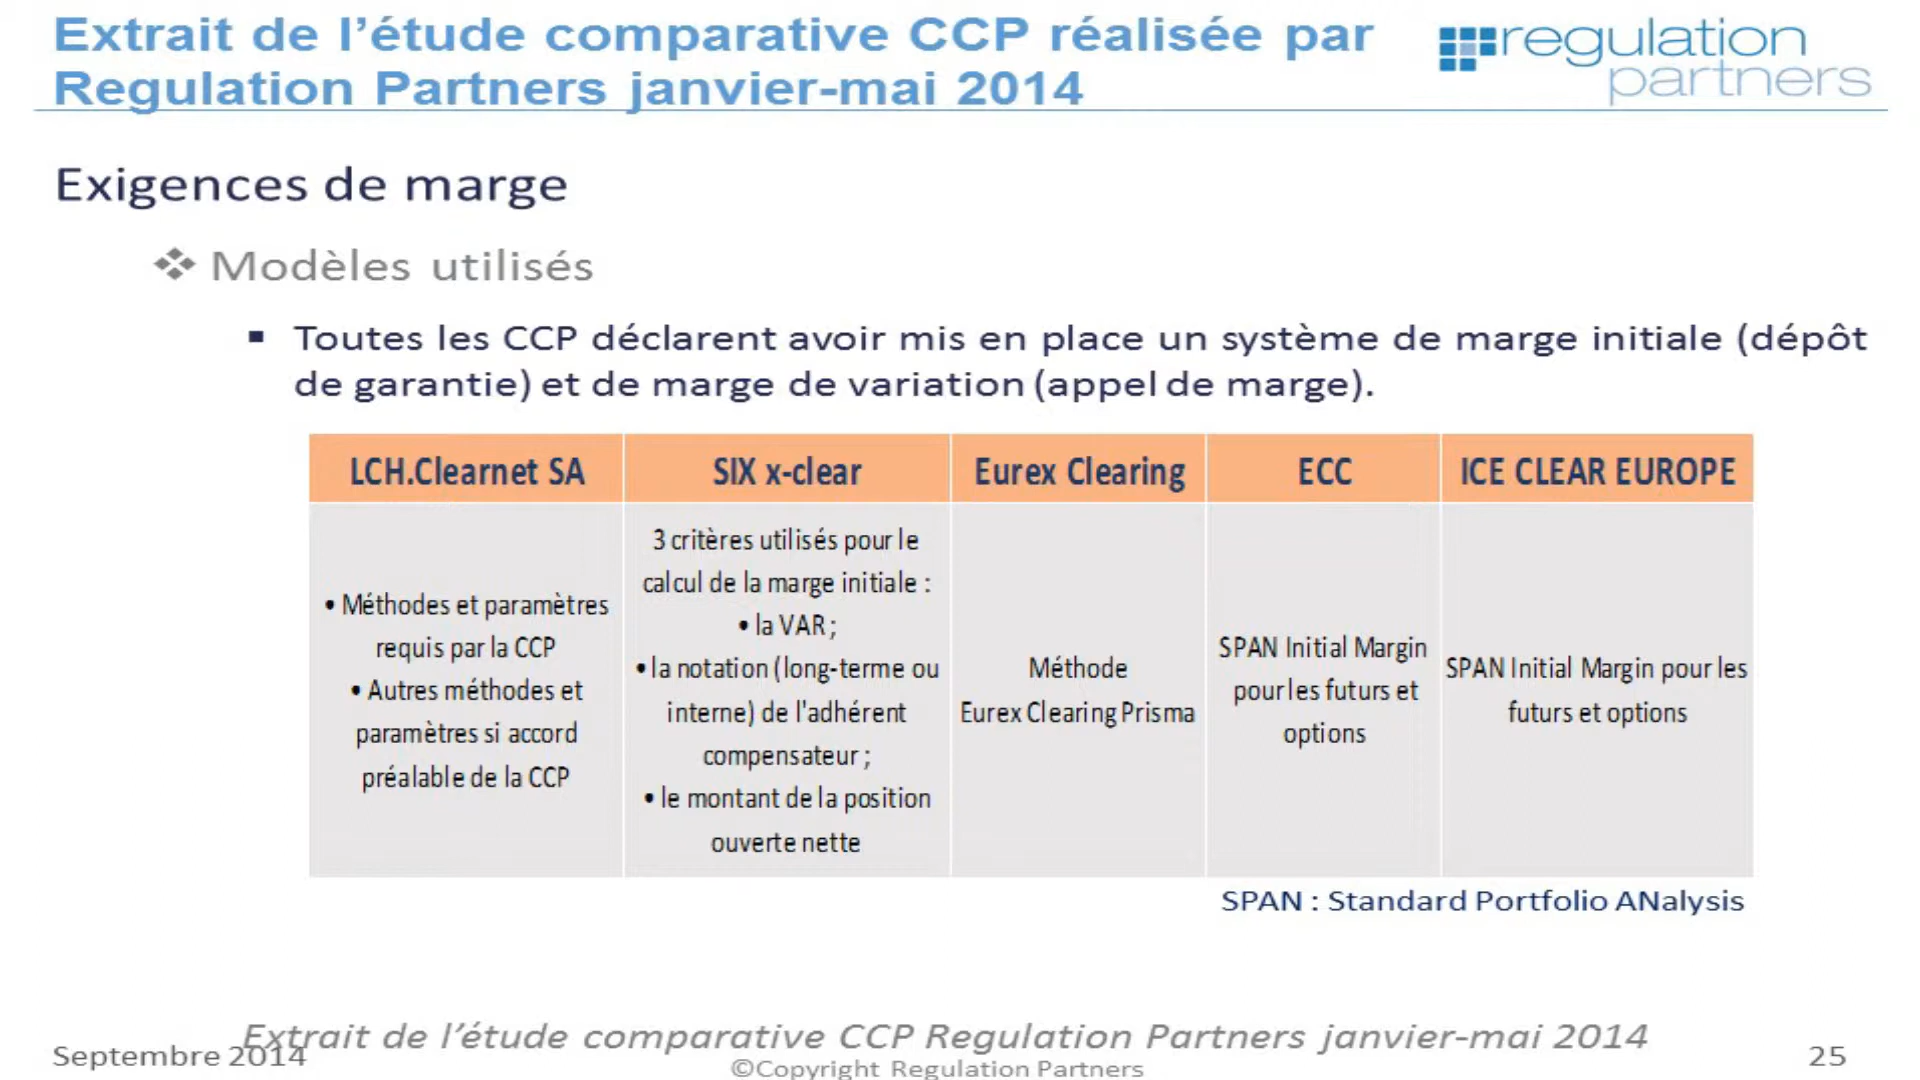 Extrait de l’étude comparative CCP réalisée par
Regulation Partners janvier-mai 2014
regulation
partners
Exigences de marge
❖ Modèles utilisés
▪ Toutes les CCP déclarent avoir mis en place un système de marge initiale (dépôt
de garantie) et de marge de variation (appel de marge).
LCH.Clearnet SA
SIX x-clear
Eurex Clearing
ECC
ICE CLEAR EUROPE
• Méthodes et paramètres
requis par la CCP
• Autres méthodes et
paramètres si accord
préalable de la CCP
3 critères utilisés pour le
calcul de la marge initiale :
• la VAR ;
• la notation (long-terme ou
interne) de l'adhérent
compensateur ;
• le montant de la position
ouverte nette
Méthode
Eurex Clearing Prisma
SPAN Initial Margin
pour les futurs et
options
SPAN Initial Margin pour les
futurs et options
SPAN : Standard Portfolio ANalysis
Extrait de l’étude comparative CCP Regulation Partners janvier-mai 2014
Septembre 2014
©Copyright Regulation Partners
25